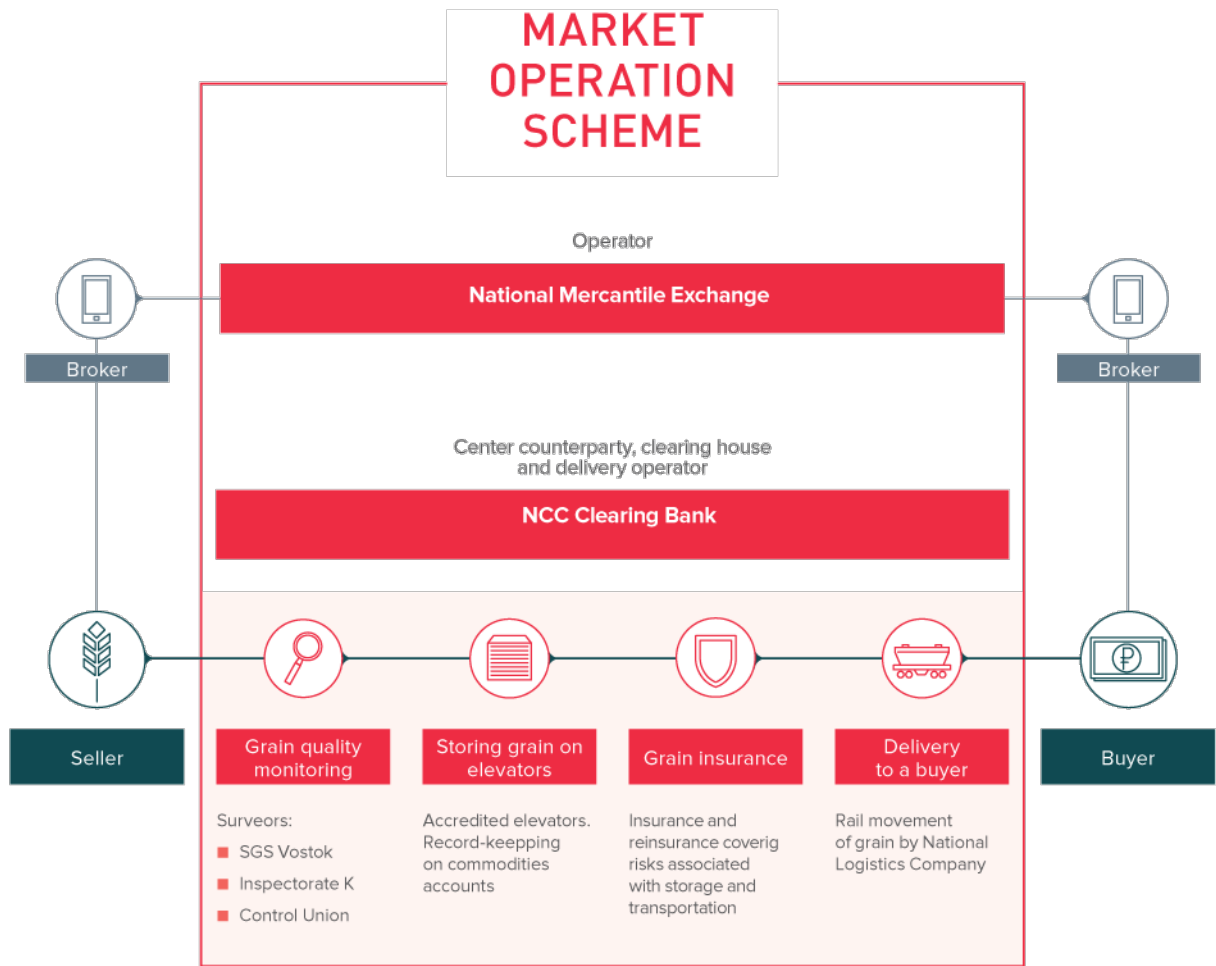 MARKET
OPERATION
SCHEME
Operator
National Mercantile Exchange
Broker
Broker
Center counterparty, clearing house
and delivery operator
NCC Clearing Bank
Seller
Grain quality
monitoring
Storing grain on
elevators
Grain insurance
Delivery
to a buyer
Buyer
Surveors:
SGS Vostok
Inspectorate K
Control Union
Accredited elevators.
Record-keepping
on commodities
accounts
Insurance and
reinsurance coverig
risks associated
with storage and
transportation
Rail movement
of grain by National
Logistics Company